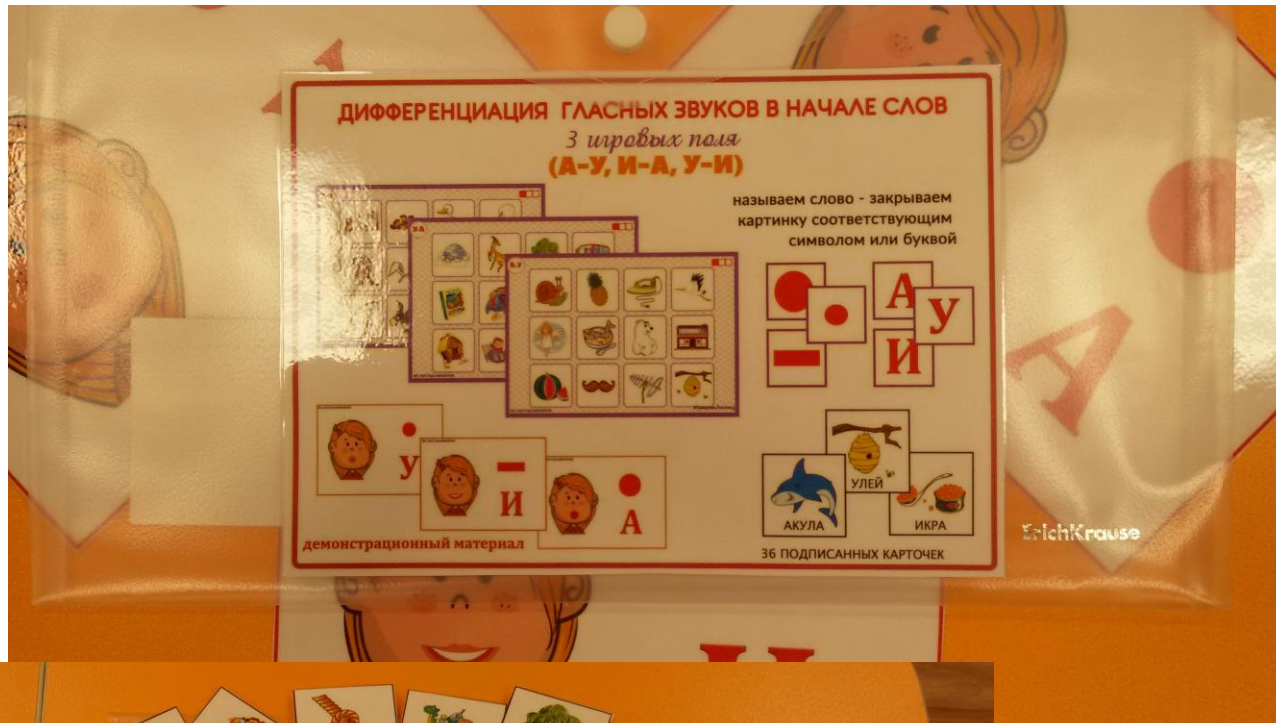 ДИФФЕРЕНЦИАЦИЯ ГЛАСНЫХ ЗВУКОВ В НАЧАЛЕ СЛОВ
3 игровых поля
(А-У, И-А, У-И)
называем слово - закрываем
картинку соответствующим
символом или буквой
И-А
А-У
А
У
И
У
И
А
демонстрационный материал
УЛЕЙ
АКУЛА
ИКРА
36 ПОДПИСАННЫХ КАРТОЧЕК
ErichKrause
А